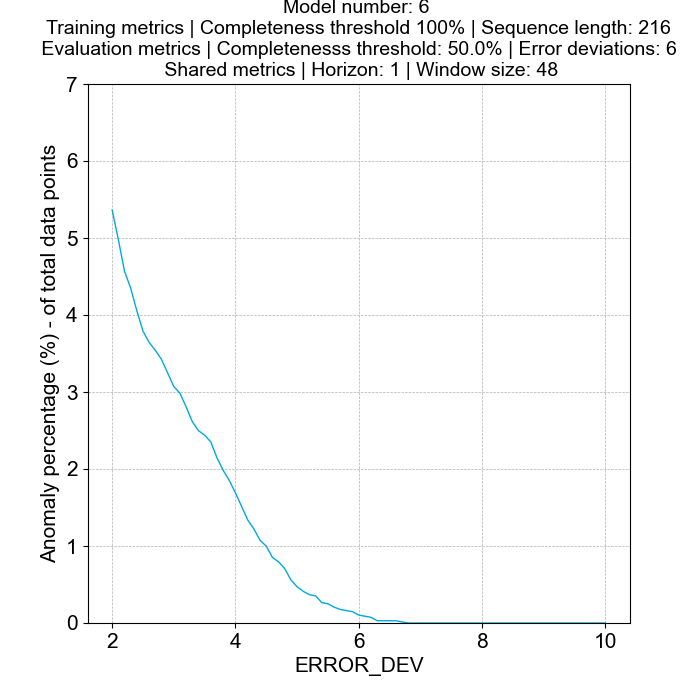 Model number: 6
Training metrics | Completeness threshold 100% | Sequence length: 216
Evaluation metrics | Completenesss threshold: 50.0% | Error deviations: 6
Shared metrics | Horizon: 1 | Window size: 48
Anomaly percentage (%) - of total data points
7
6
5
4
3
2
1
0
2 4 6 8 10
ERROR_DEV